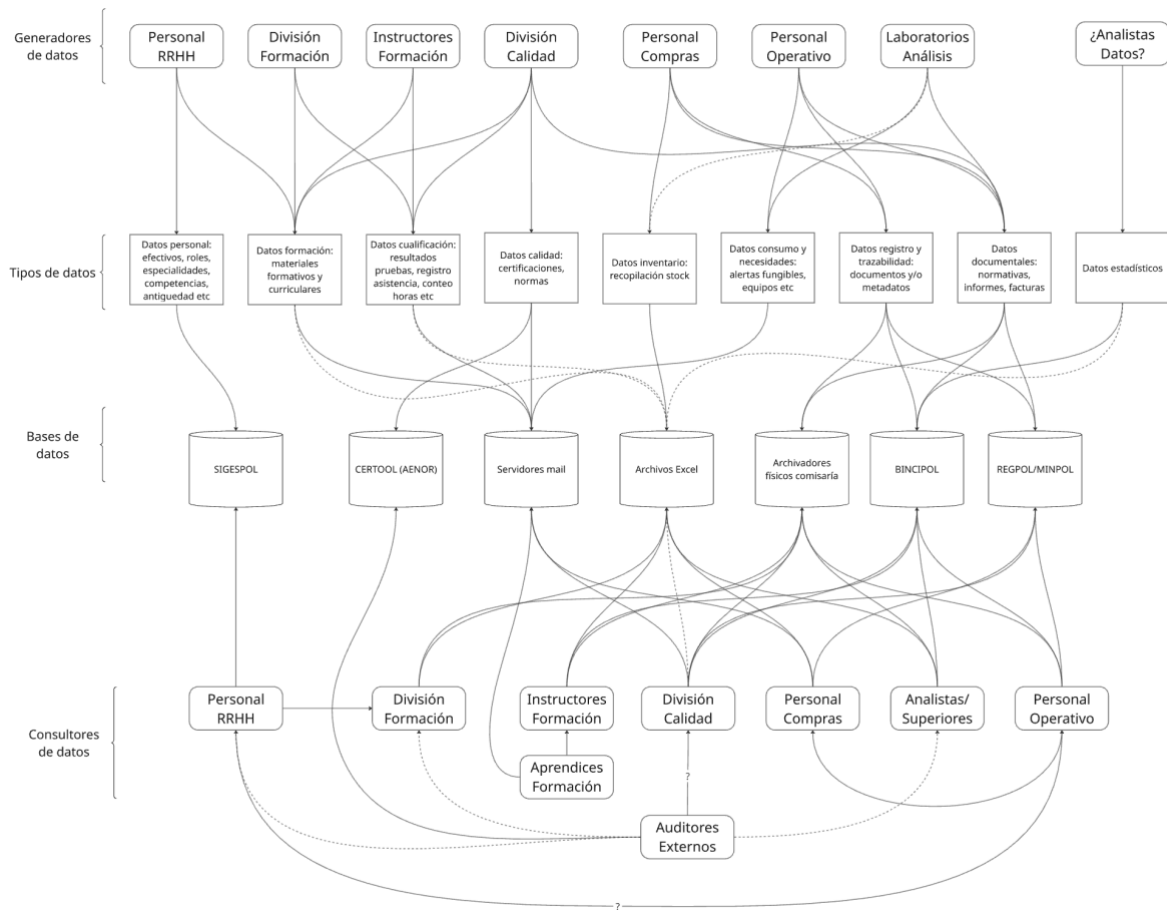 Generadores
de datos
Personal
RRHH
División
Formación
Instructores
Formación
División
Calidad
Personal
Compras
Personal
Operativo
Laboratorios
Análisis
¿Analistas
Datos?
Tipos de datos
Datos personal:
efectivos, roles,
especialidades,
competencias,
antiguedad etc
Datos formación:
materiales
formativos y
curriculares
Datos cualificación:
resultados
pruebas, registro
asistencia, conteo
horas etc
Datos calidad:
certificaciones,
normas
Datos inventario:
recopilación stock
Datos consumo y
necesidades:
alertas fungibles,
equipos etc
Datos registro y
trazabilidad:
documentos y/o
metadatos
Datos
documentales:
normativas,
informes, facturas
Datos estadísticos
Bases de
datos
SIGESPOL
CERTOOL (AENOR)
Servidores mail
Archivos Excel
Archivadores
físicos comisaría
BINCIPOL
REGPOL/MINPOL
Consultores
de datos
Personal
RRHH
División
Formación
Instructores
Formación
División
Calidad
Personal
Compras
Analistas/
Superiores
Personal
Operativo
Aprendices
Formación
?
Auditores
Externos
?